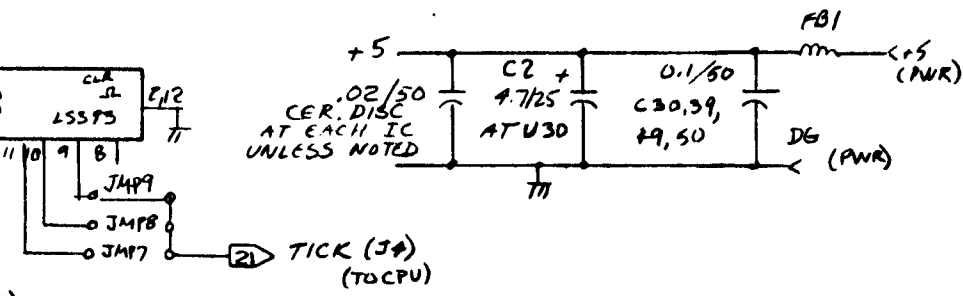 FB1
+5
<+5
(PWR)
.02/50
CER. DISC
AT EACH IC
UNLESS NOTED
C2 +
4.7/25
AT U30
0.1/50
C30,39,
49,50
DG
(PWR)
CLR
LS393
2,12
11 10 9 8
JMP9
JMP8
JMP7
21
TICK (J4)
(TO CPU)